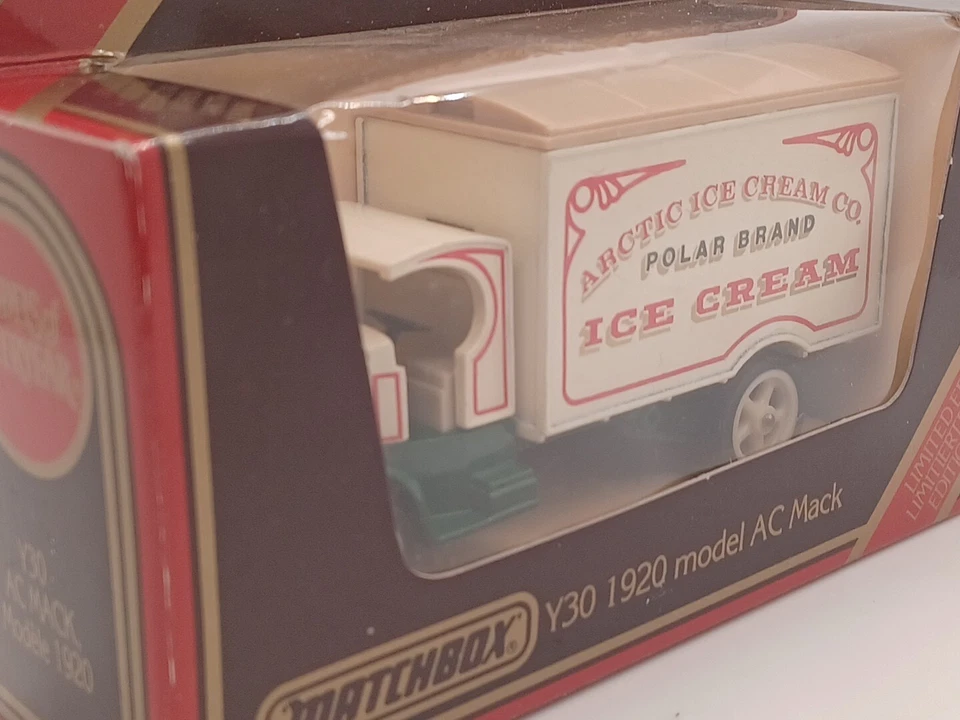 ARCTIC ICE CREAM CO.
POLAR BRAND
ICE CREAM
Y30 1920 model AC Mack
MATCHBOX ®
Y30
AC MACK
Modèle 1920
LIMITED
LIMITED